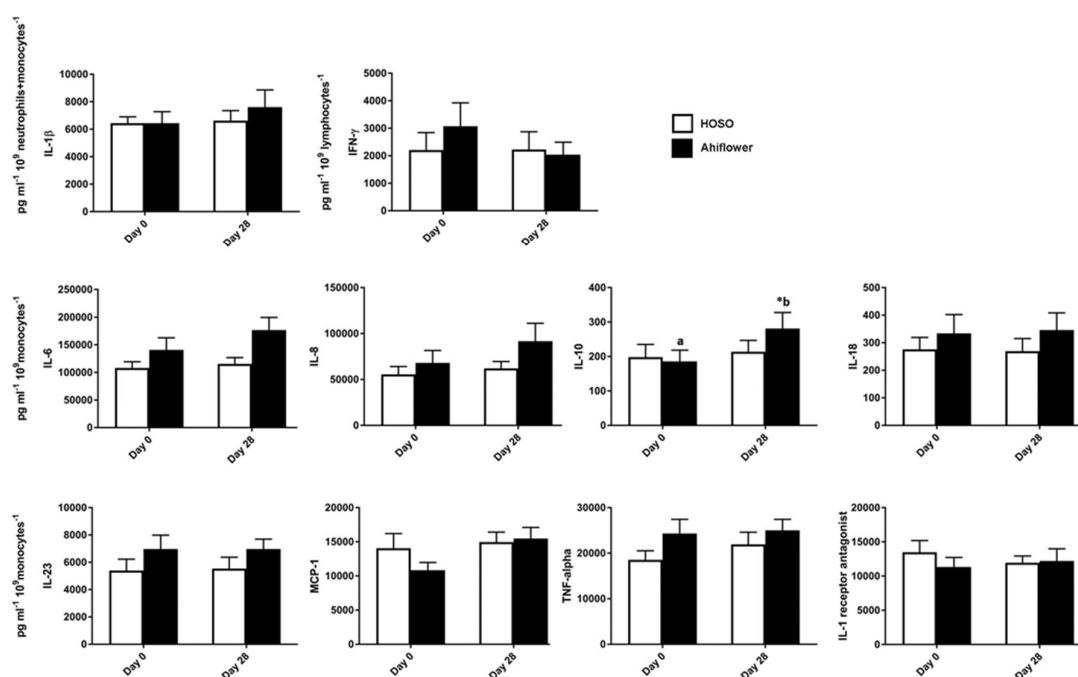 pg ml-1 109 neutrophils+monocytes-1
IL-1β
10000
8000
6000
4000
2000
0
Day 0
Day 28
pg ml-1 109 lymphocytes-1
IFN-γ
5000
4000
3000
2000
1000
0
Day 0
Day 28
HOSO
Ahiflower
pg ml-1 109monocytes-1
IL-6
250000
200000
150000
100000
50000
0
Day 0
Day 28
IL-8
150000
100000
50000
0
Day 0
Day 28
IL-10
400
300
200
100
0
a
*b
Day 0
Day 28
IL-18
500
400
300
200
100
0
Day 0
Day 28
pg ml-1 109monocytes-1
IL-23
10000
8000
6000
4000
2000
0
Day 0
Day 28
MCP-1
20000
15000
10000
5000
0
Day 0
Day 28
TNF-alpha
30000
20000
10000
0
Day 0
Day 28
IL-1 receptor antagonist
20000
15000
10000
5000
0
Day 0
Day 28